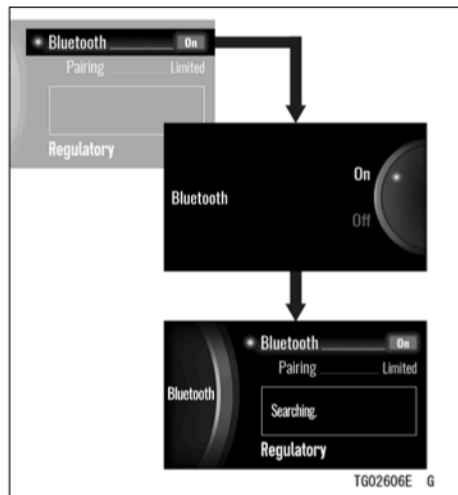 Bluetooth On
Pairing Limited
Regulatory
On
Bluetooth
Off
Bluetooth On
Pairing Limited
Bluetooth
Searching.
Regulatory
TG02606E G